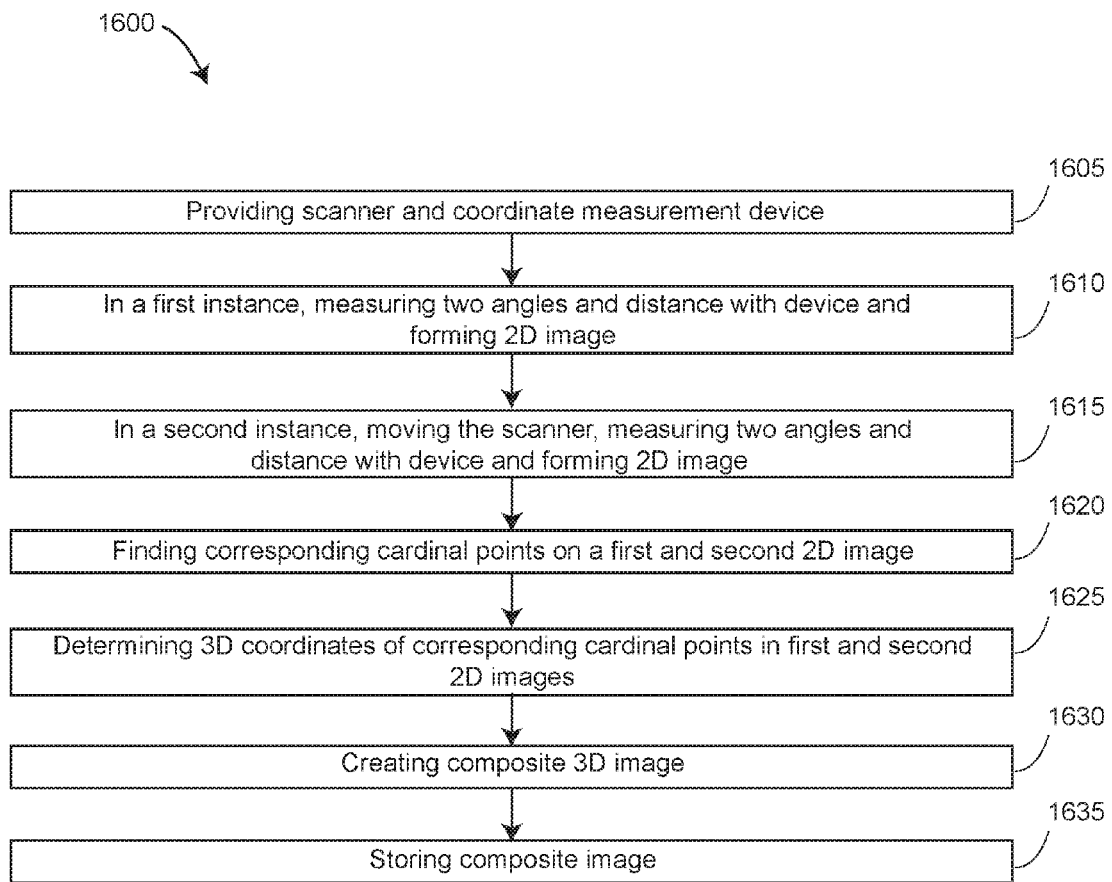 1600
1605
Providing scanner and coordinate measurement device
1610
In a first instance, measuring two angles and distance with device and
forming 2D image
1615
In a second instance, moving the scanner, measuring two angles and
distance with device and forming 2D image
1620
Finding corresponding cardinal points on a first and second 2D image
1625
Determining 3D coordinates of corresponding cardinal points in first and second
2D images
1630
Creating composite 3D image
1635
Storing composite image